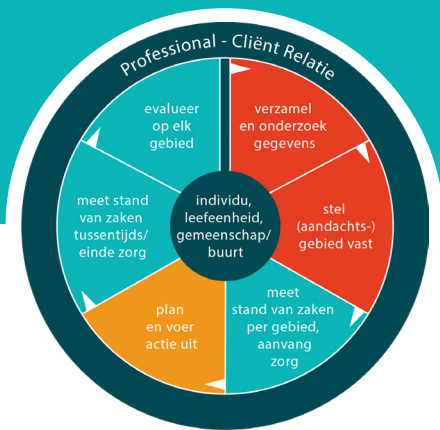 Professional - Cliënt Relatie
verzamel
en onderzoek
gegevens
stel
(aandachts-)
gebied vast
meet
stand van zaken
per gebied,
aanvang
zorg
plan
en voer
actie uit
meet stand
van zaken
tussentijds/
einde zorg
evalueer
op elk
gebied
individu,
leefeenheid,
gemeenschap/
buurt